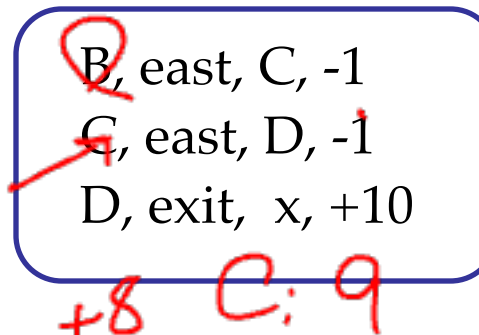 B, east, C, -1
C, east, D, -1
D, exit, x, +10
+8 C: 9